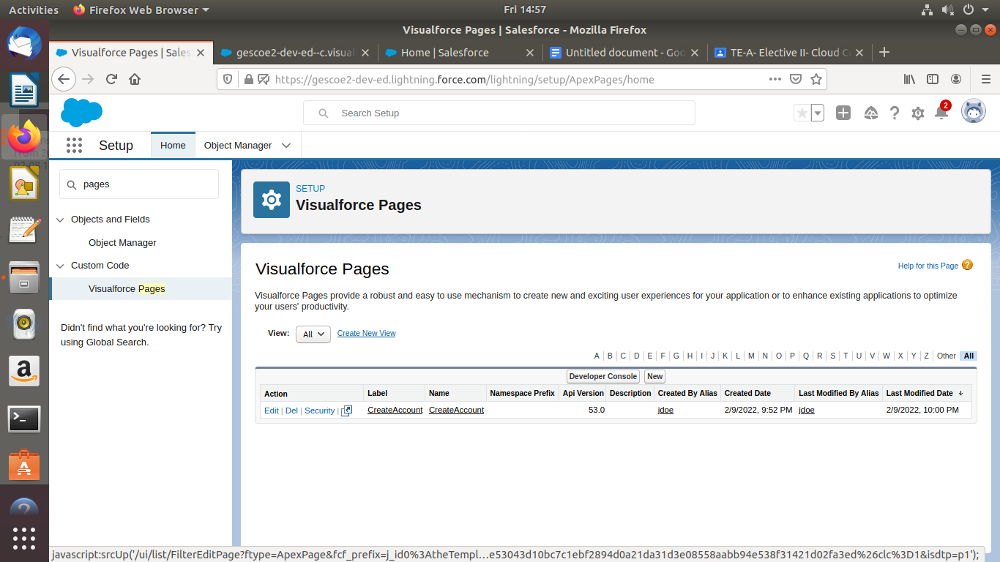 Activities Firefox Web Browser Fri 14:57
Visualforce Pages | Salesforce - Mozilla Firefox
Visualforce Pages | Sales gescoe2-dev-ed--c.visual Home | Salesforce Untitled document - Goo TE-A- Elective II- Cloud C
https://gescoe2-dev-ed.lightning.force.com/lightning/setup/ApexPages/home
Search Setup
2
Setup Home Object Manager
pages
Objects and Fields
Object Manager
Custom Code
Visualforce Pages
Didn't find what you're looking for? Try
using Global Search.
SETUP
Visualforce Pages
Visualforce Pages
Help for this Page ?
Visualforce Pages provide a robust and easy to use mechanism to create new and exciting user experiences for your application or to enhance existing applications to optimize
your users' productivity.
View: All Create New View
A | B | C | D | E | F | G | H | I | J | K | L | M | N | O | P | Q | R | S | T | U | V | W | X | Y | Z | Other | All
Developer Console New
Action Label Name Namespace Prefix Api Version Description Created By Alias Created Date Last Modified By Alias Last Modified Date ↓
Edit | Del | Security | CreateAccount CreateAccount 53.0 jdoe 2/9/2022, 9:52 PM jdoe 2/9/2022, 10:00 PM
javascript:srcUp('/ui/list/FilterEditPage?ftype=ApexPage&fcf_prefix=j_id0%3AtheTempl…e53043d10bc7c1ebf2894d0a21da31d3e08558aabb94e538f31421d02fa3ed%26clc%3D1&isdtp=p1');